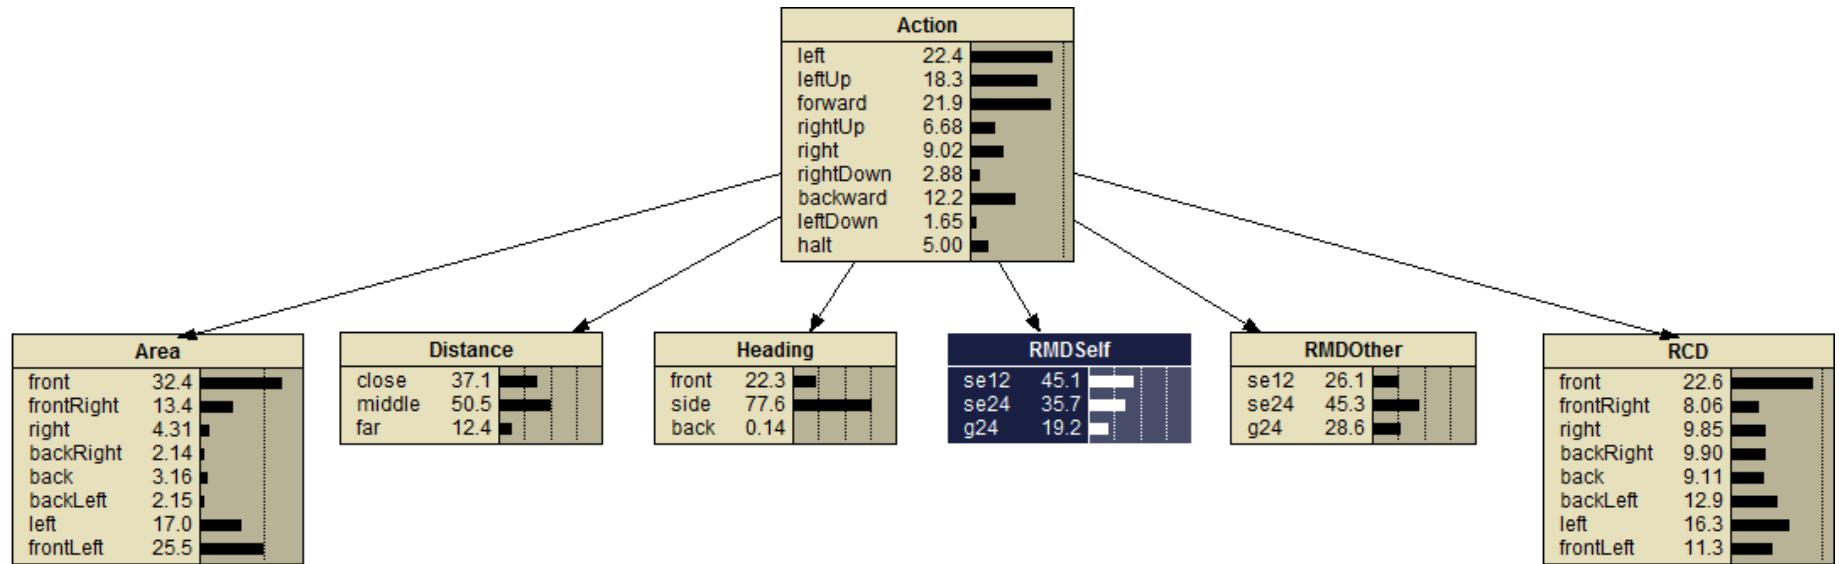 Action
left 22.4
leftUp 18.3
forward 21.9
rightUp 6.68
right 9.02
rightDown 2.88
backward 12.2
leftDown 1.65
halt 5.00
Area
front 32.4
frontRight 13.4
right 4.31
backRight 2.14
back 3.16
backLeft 2.15
left 17.0
frontLeft 25.5
Distance
close 37.1
middle 50.5
far 12.4
Heading
front 22.3
side 77.6
back 0.14
RMDSelf
se12 45.1
se24 35.7
g24 19.2
RMDOther
se12 26.1
se24 45.3
g24 28.6
RCD
front 22.6
frontRight 8.06
right 9.85
backRight 9.90
back 9.11
backLeft 12.9
left 16.3
frontLeft 11.3